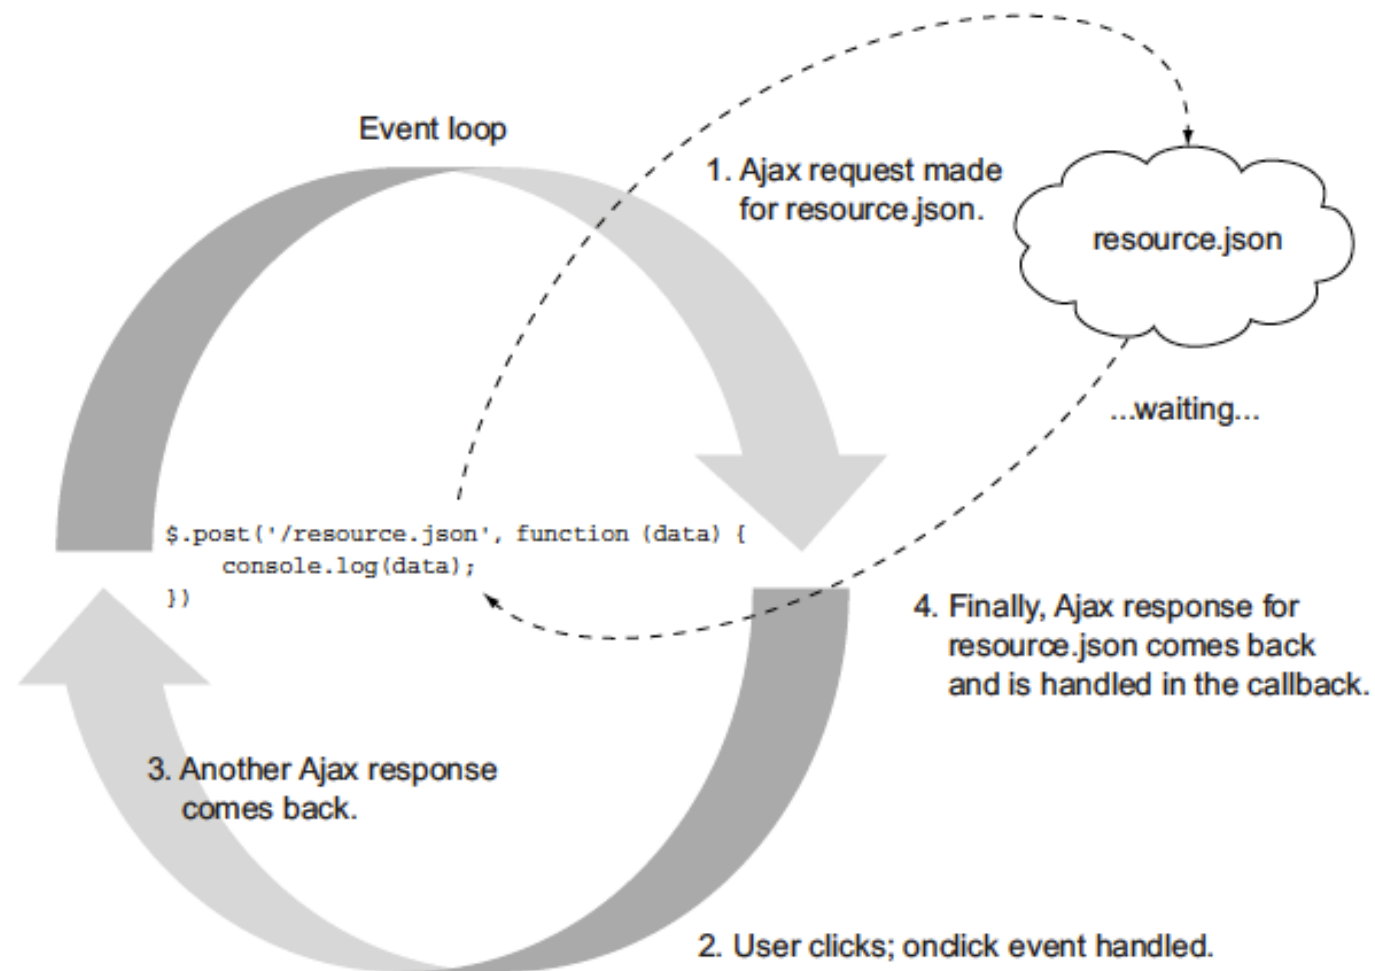 Event loop
1. Ajax request made
for resource.json.
resource.json
...waiting...
$.post('/resource.json', function (data) {
    console.log(data);
})
4. Finally, Ajax response for
resource.json comes back
and is handled in the callback.
3. Another Ajax response
comes back.
2. User clicks; onclick event handled.